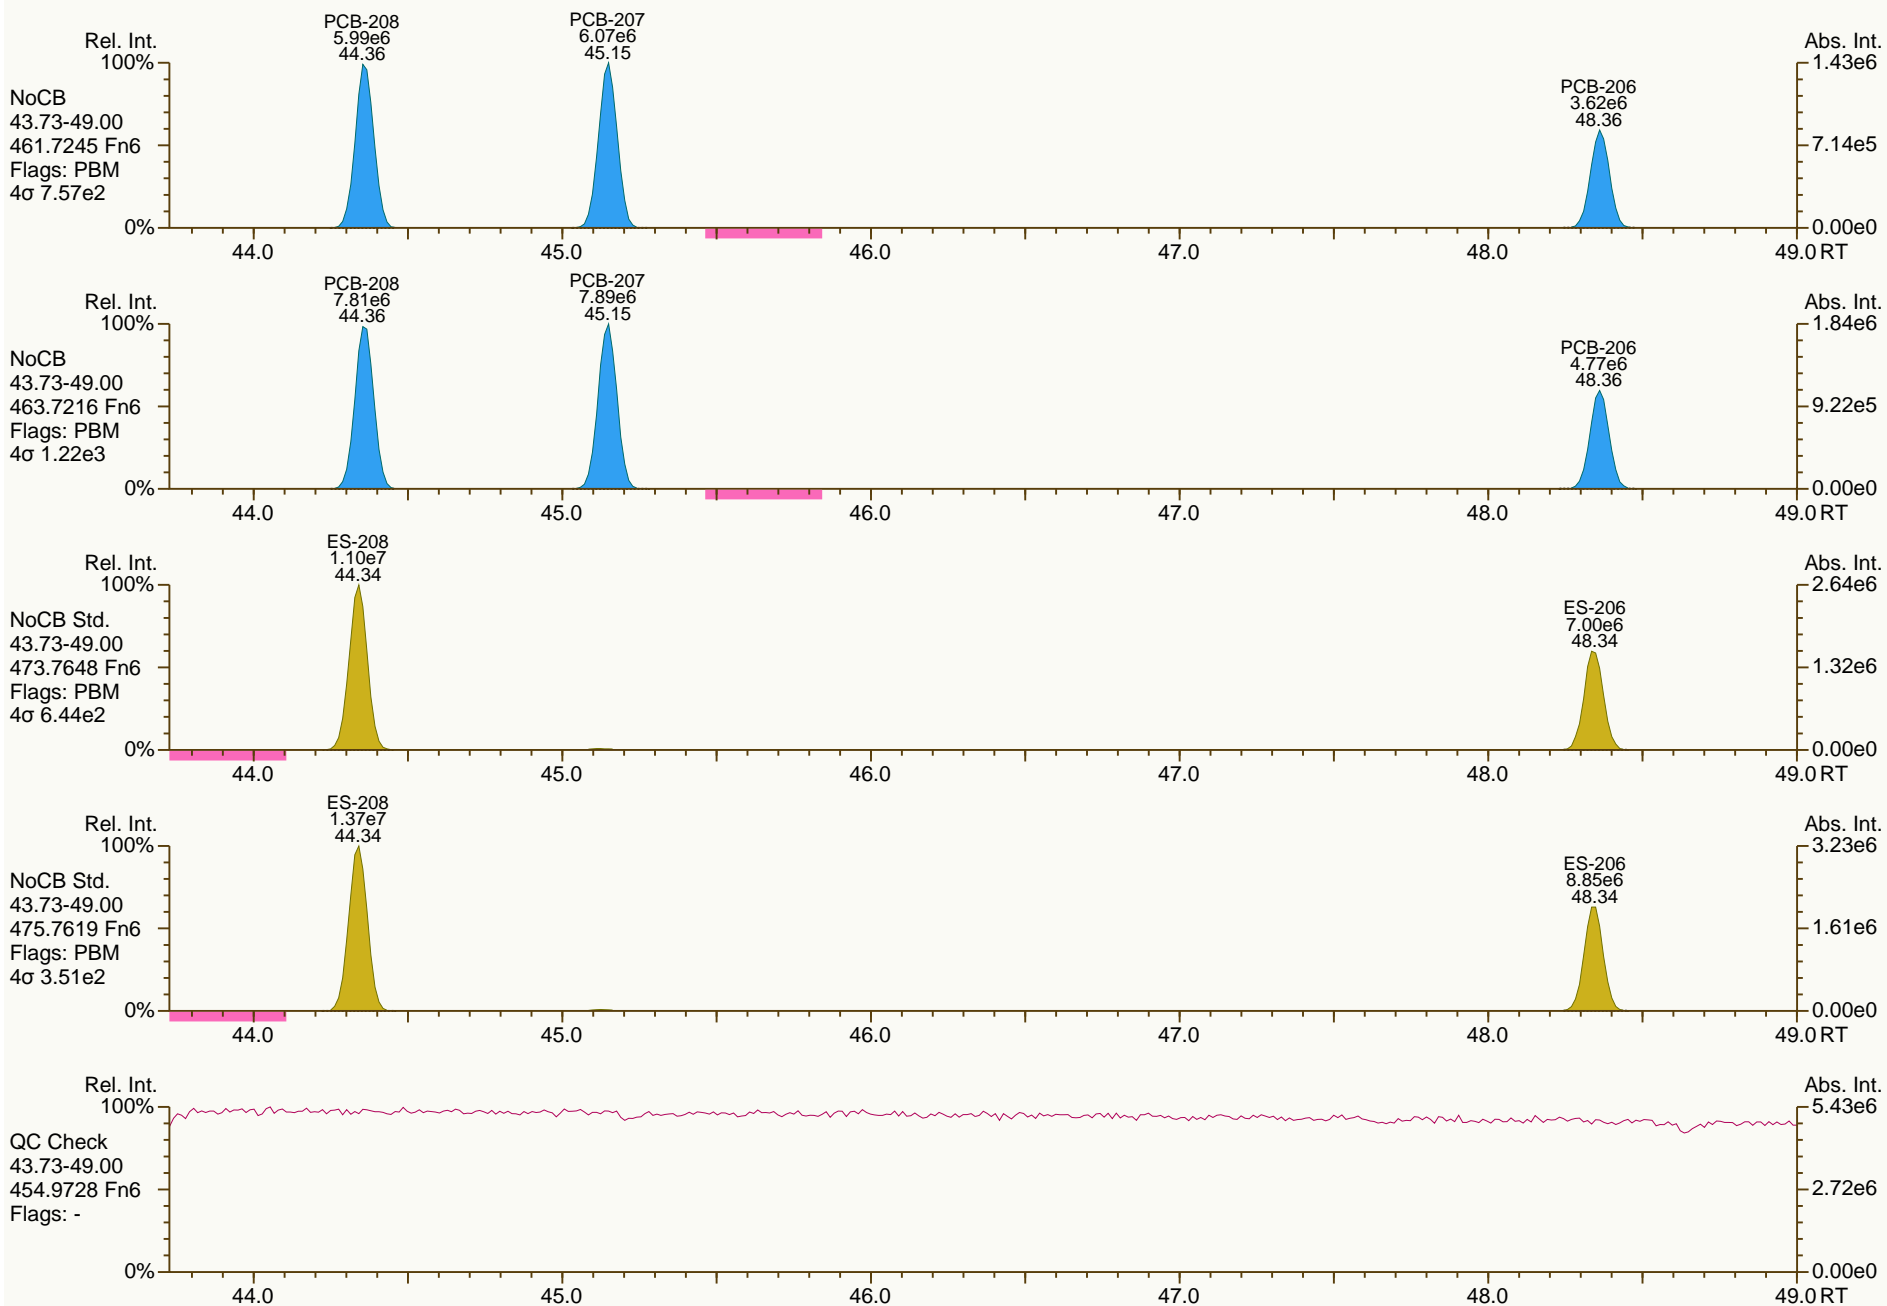 PCB-208
5.99e6
44.36
PCB-207
6.07e6
45.15
PCB-206
3.62e6
48.36
Rel. Int.
Abs. Int.
100%
0%
NoCB
43.73-49.00
461.7245 Fn6
Flags: PBM
4σ 7.57e2
1.43e6
7.14e5
0.00e0
44.0 45.0 46.0 47.0 48.0 49.0 RT
PCB-208
7.81e6
44.36
PCB-207
7.89e6
45.15
PCB-206
4.77e6
48.36
Rel. Int.
Abs. Int.
100%
0%
NoCB
43.73-49.00
463.7216 Fn6
Flags: PBM
4σ 1.22e3
1.84e6
9.22e5
0.00e0
44.0 45.0 46.0 47.0 48.0 49.0 RT
ES-208
1.10e7
44.34
ES-206
7.00e6
48.34
Rel. Int.
Abs. Int.
100%
0%
NoCB Std.
43.73-49.00
473.7648 Fn6
Flags: PBM
4σ 6.44e2
2.64e6
1.32e6
0.00e0
44.0 45.0 46.0 47.0 48.0 49.0 RT
ES-208
1.37e7
44.34
ES-206
8.85e6
48.34
Rel. Int.
Abs. Int.
100%
0%
NoCB Std.
43.73-49.00
475.7619 Fn6
Flags: PBM
4σ 3.51e2
3.23e6
1.61e6
0.00e0
44.0 45.0 46.0 47.0 48.0 49.0 RT
Rel. Int.
Abs. Int.
100%
0%
QC Check
43.73-49.00
454.9728 Fn6
Flags: -
5.43e6
2.72e6
0.00e0
44.0 45.0 46.0 47.0 48.0 49.0 RT